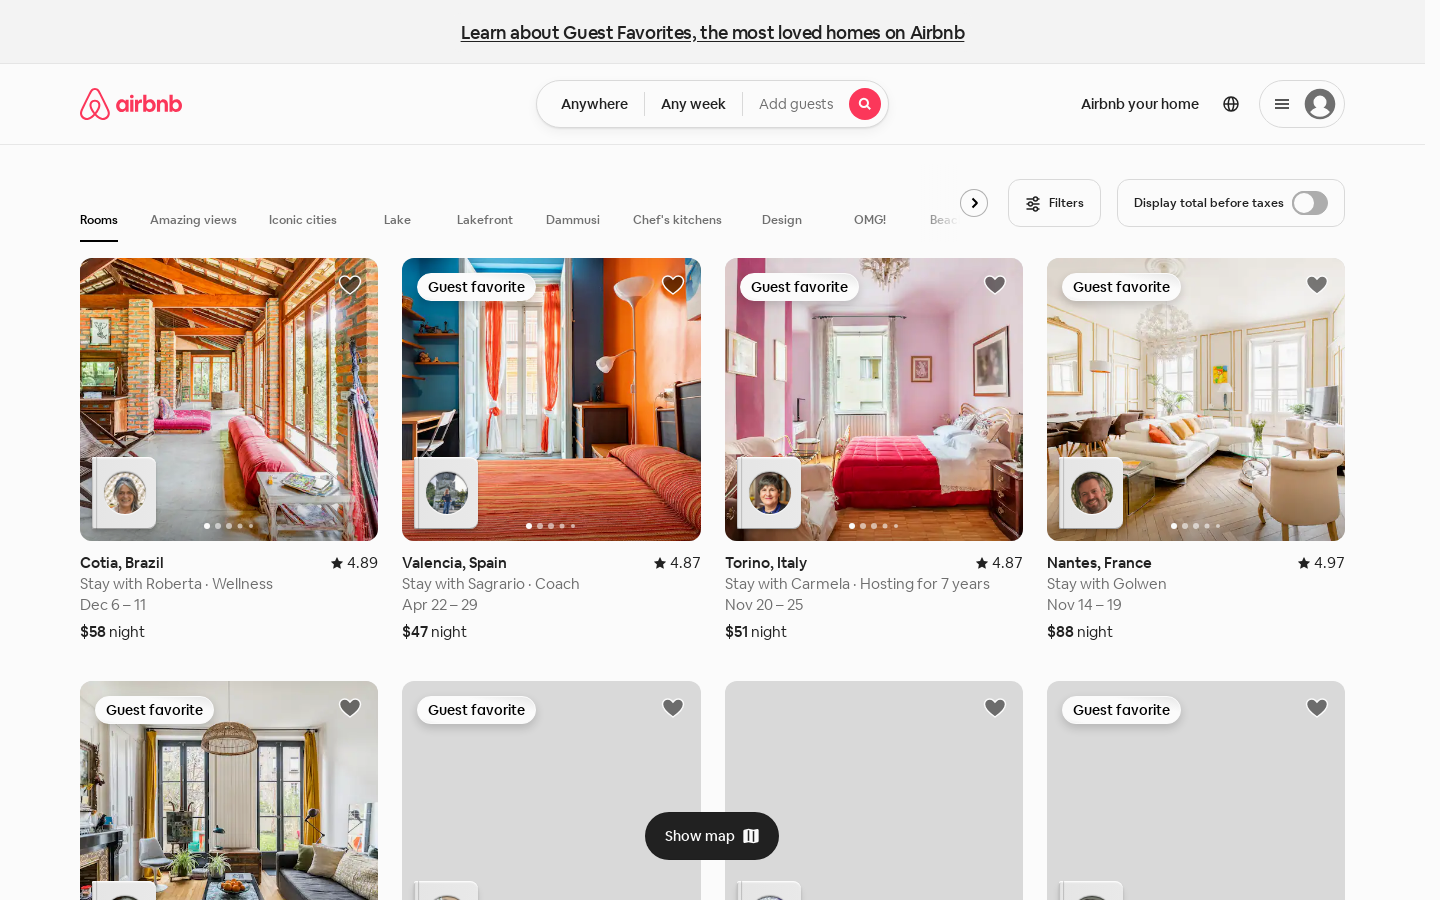 Learn about Guest Favorites, the most loved homes on Airbnb
airbnb
Anywhere
Any week
Add guests
Airbnb your home
Rooms
Amazing views
Iconic cities
Lake
Lakefront
Dammusi
Chef's kitchens
Design
OMG!
Beac
Filters
Display total before taxes
Guest favorite
Guest favorite
Guest favorite
Cotia, Brazil
4.89
Stay with Roberta · Wellness
Dec 6 – 11
$58 night
Valencia, Spain
4.87
Stay with Sagrario · Coach
Apr 22 – 29
$47 night
Torino, Italy
4.87
Stay with Carmela · Hosting for 7 years
Nov 20 – 25
$51 night
Nantes, France
4.97
Stay with Golwen
Nov 14 – 19
$88 night
Guest favorite
Guest favorite
Guest favorite
Show map